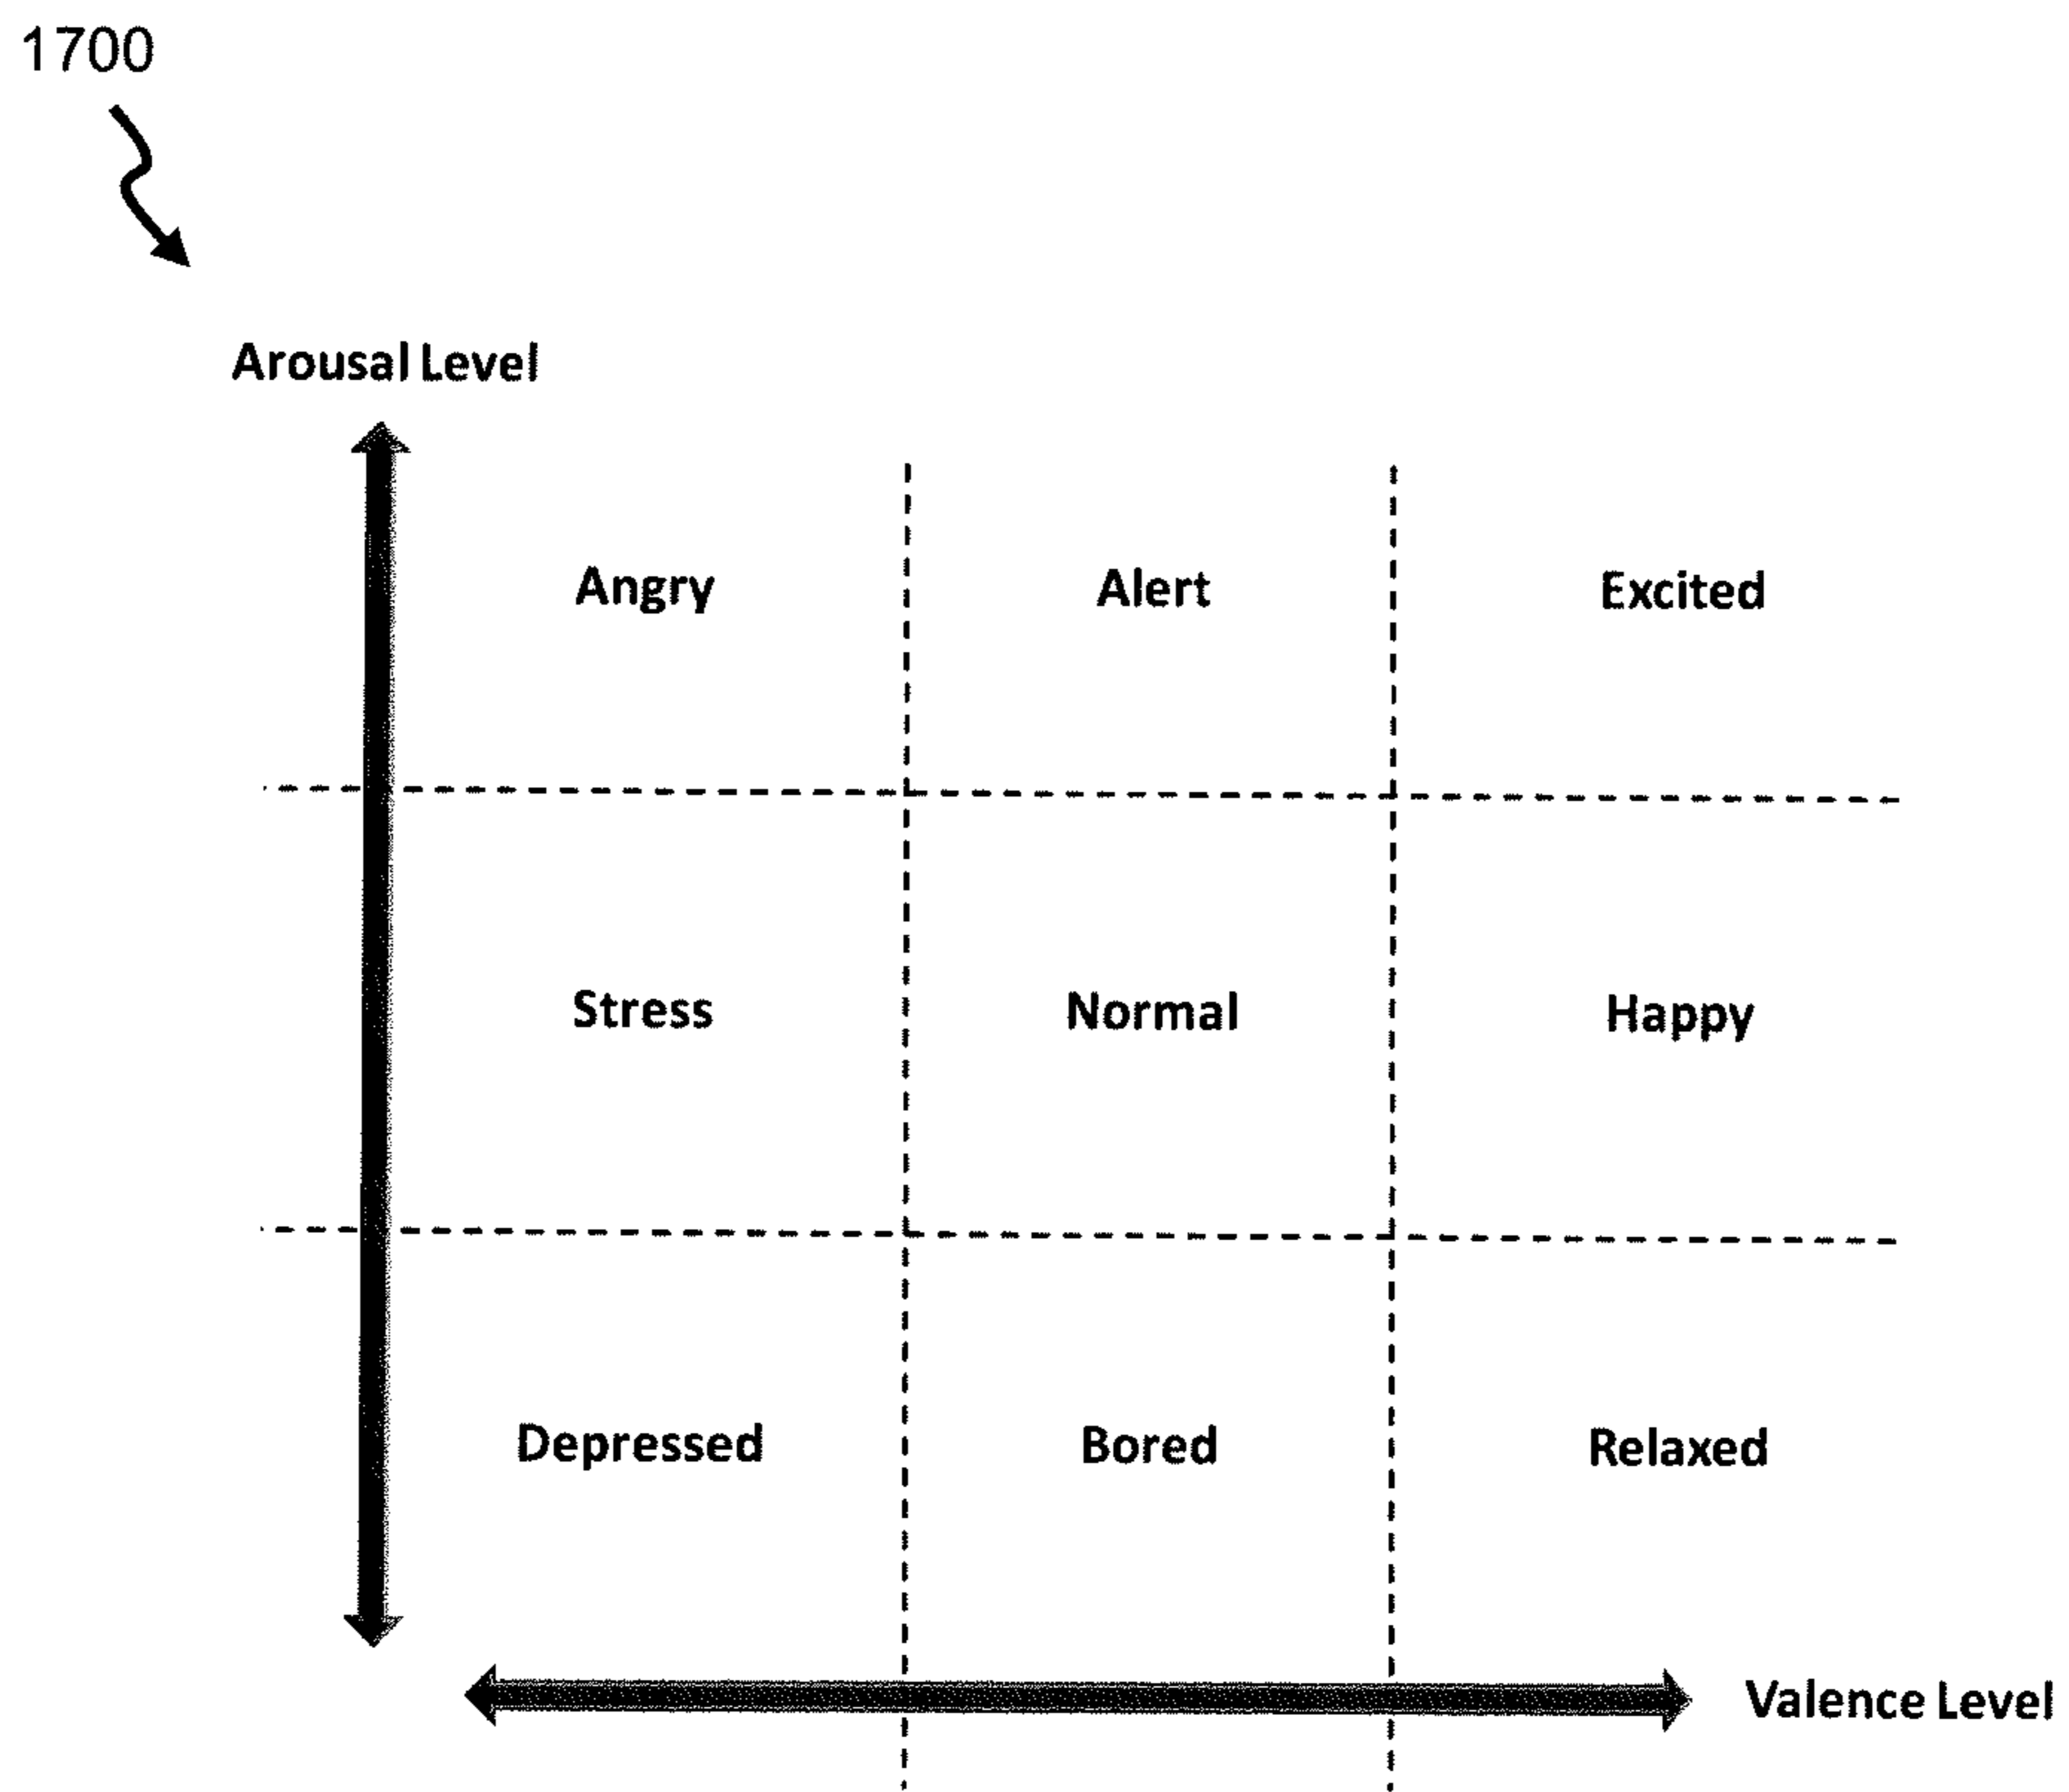 1700
Arousal Level
Angry Alert Excited
Stress Normal Happy
Depressed Bored Relaxed
Valence Level